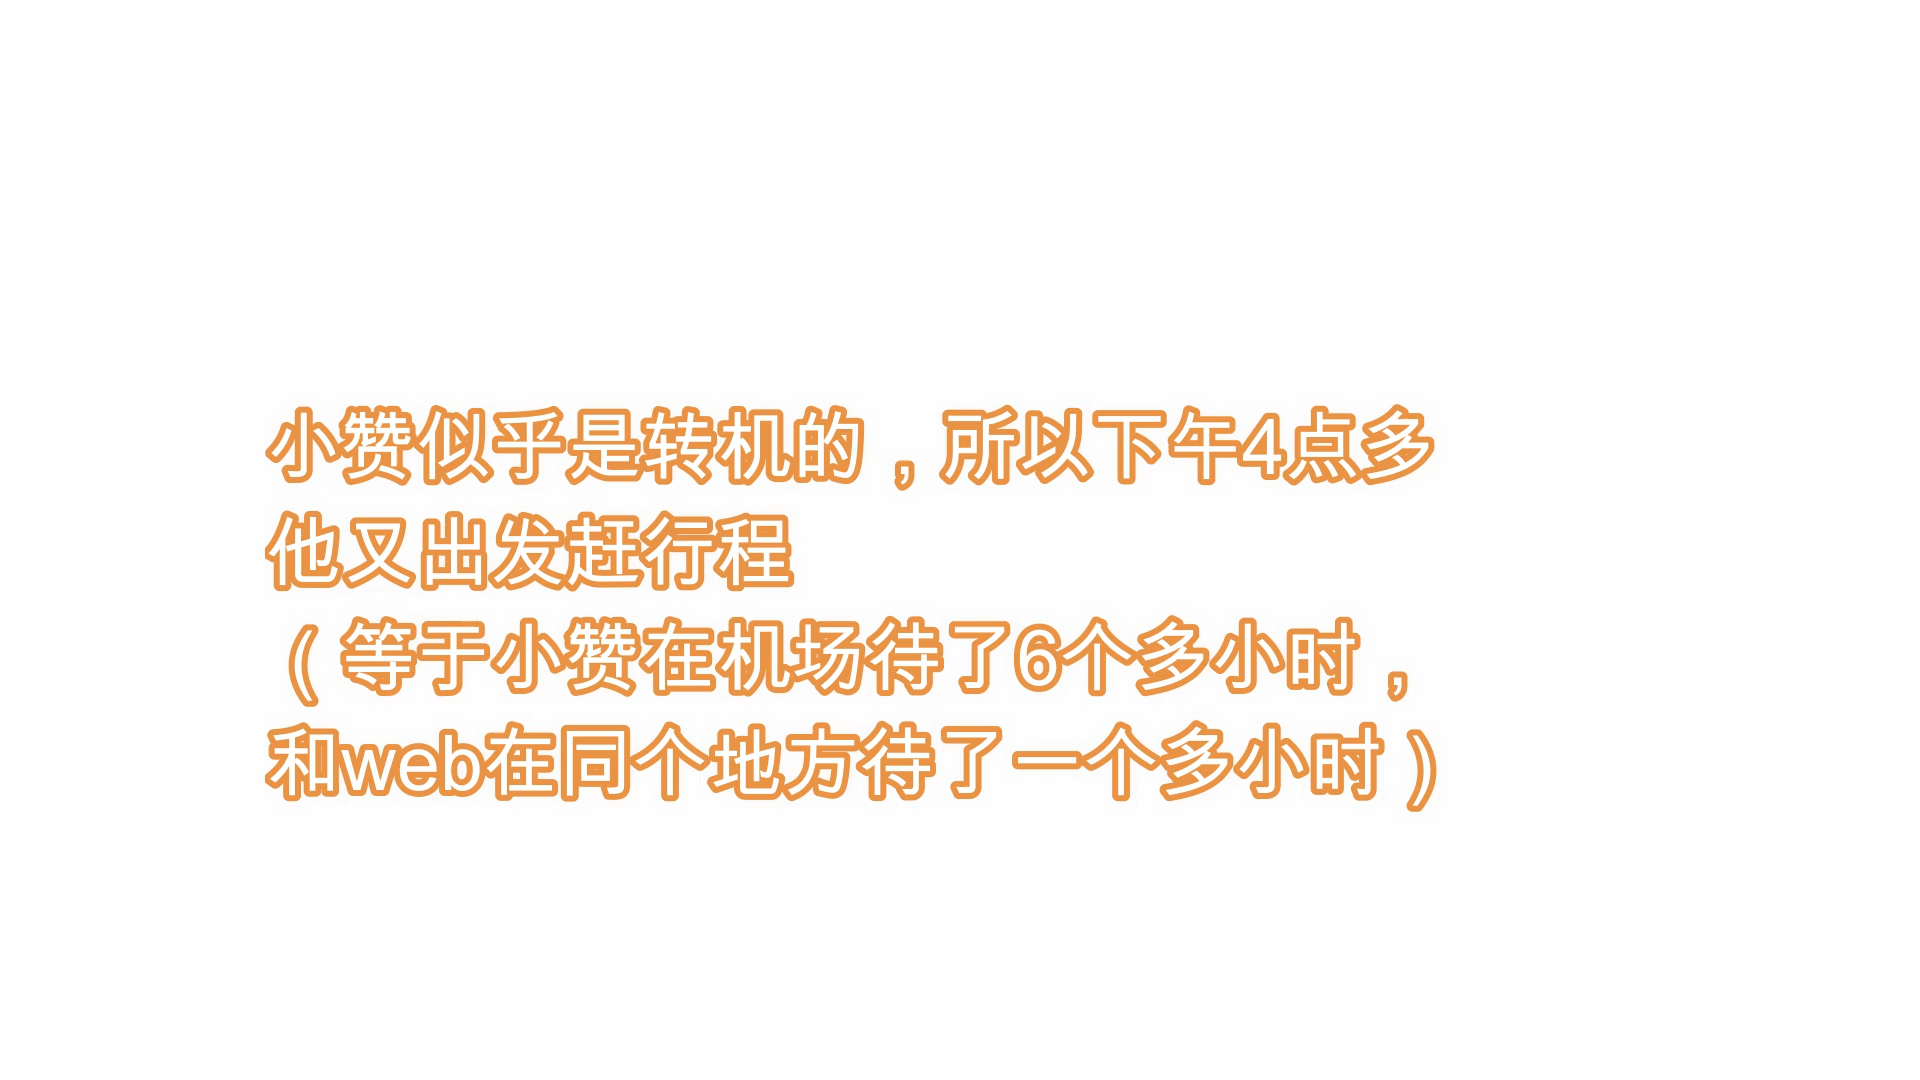 小赞似乎是转机的，所以下午4点多
他又出发赶行程
（等于小赞在机场待了6个多小时，
和web在同个地方待了一个多小时）